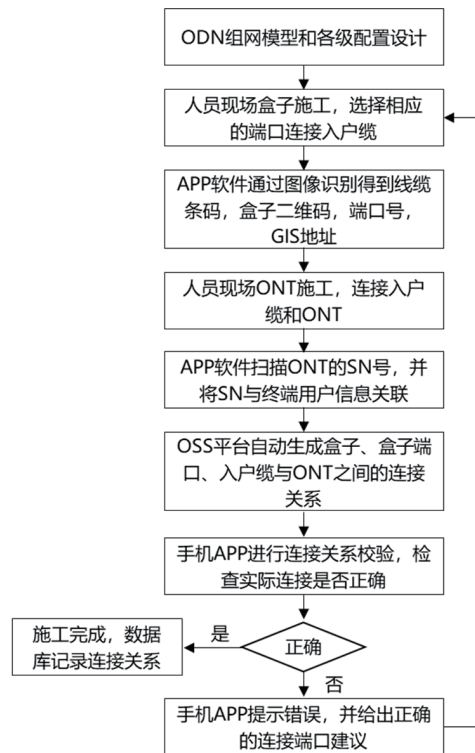 ODN组网模型和各级配置设计
人员现场盒子施工，选择相应
的端口连接入户缆
APP软件通过图像识别得到线缆
条码，盒子二维码，端口号，
GIS地址
人员现场ONT施工，连接入户
缆和ONT
APP软件扫描ONT的SN号，并
将SN与终端用户信息关联
OSS平台自动生成盒子、盒子端
口、入户缆与ONT之间的连接
关系
手机APP进行连接关系校验，检
查实际连接是否正确
正确
是
施工完成，数据
库记录连接关系
否
手机APP提示错误，并给出正确
的连接端口建议